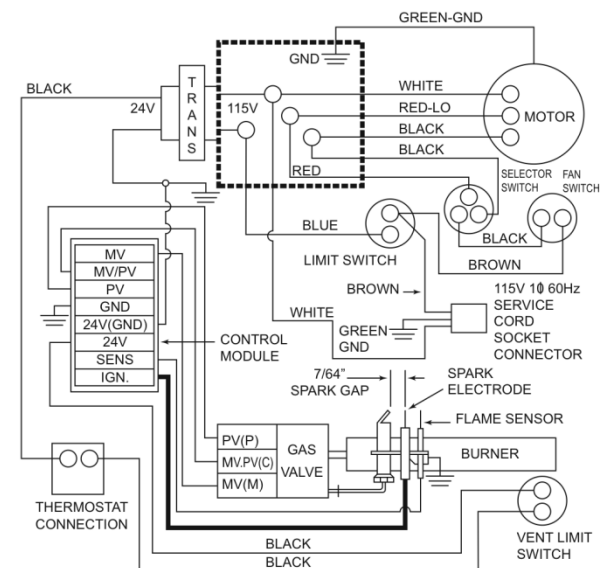 GREEN-GND
GND
BLACK
TRANS
24V
115V
WHITE
RED-LO
BLACK
BLACK
MOTOR
RED
SELECTOR
SWITCH
FAN
SWITCH
BLUE
LIMIT SWITCH
BLACK
BROWN
BROWN
115V 1ϕ 60Hz
SERVICE
CORD
SOCKET
CONNECTOR
WHITE
GREEN
GND
MV
MV/PV
PV
GND
24V(GND)
24V
SENS
IGN.
CONTROL
MODULE
7/64”
SPARK GAP
SPARK
ELECTRODE
FLAME SENSOR
PV(P)
MV.PV(C)
MV(M)
GAS
VALVE
BURNER
THERMOSTAT
CONNECTION
VENT LIMIT
SWITCH
BLACK
BLACK